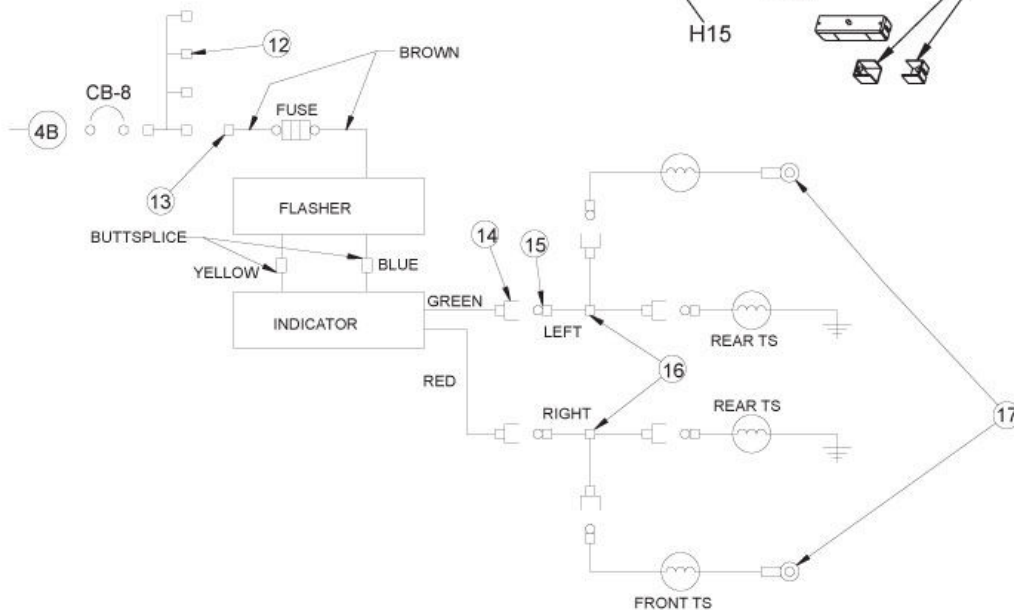 H15
12
BROWN
CB-8
FUSE
4B
13
FLASHER
14
15
BUTTSPLICE
YELLOW
BLUE
GREEN
INDICATOR
LEFT
REAR TS
16
RED
REAR TS
RIGHT
17
FRONT TS